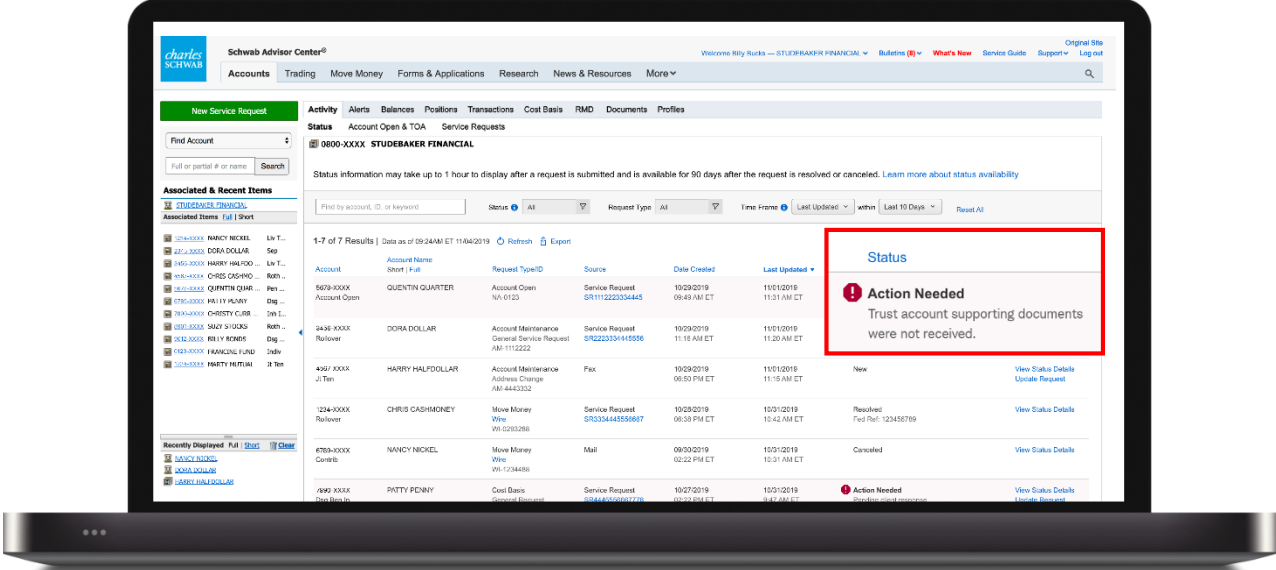 charles
SCHWAB
Schwab Advisor Center®
Original Site
Welcome Billy Bucks — STUDEBAKER FINANCIAL
Bulletins (8)
What's New
Service Guide
Support
Log out
Accounts Trading Move Money Forms & Applications Research News & Resources More
New Service Request
Find Account
Full or partial # or name Search
Associated & Recent Items
STUDEBAKER FINANCIAL
Associated Items Full | Short
NANCY NICKEL Liv T...
DORA DOLLAR Sep
HARRY HALFDO ... Liv T...
CHRIS CASHMO ... Roth ..
QUENTIN QUAR ... Pen ...
PATTY PENNY Dsg ...
CHRISTY CURR ... Inh I...
SUZY STOCKS Roth ..
BILLY BONDS Dsg ...
FRANCINE FUND Indiv
MARTY MUTUAL Jt Ten
Recently Displayed Full | Short Clear
NANCY NICKEL
DORA DOLLAR
HARRY HALFDOLLAR
Activity Alerts Balances Positions Transactions Cost Basis RMD Documents Profiles
Status Account Open & TOA Service Requests
0800-XXXX STUDEBAKER FINANCIAL
Status information may take up to 1 hour to display after a request is submitted and is available for 90 days after the request is resolved or canceled. Learn more about status availability
Find by account, ID, or keyword Status All Request Type All Time Frame Last Updated within Last 10 Days Reset All
1-7 of 7 Results | Data as of 09:24AM ET 11/04/2019 Refresh Export
Account Name
Account Short | Full Request Type/ID Source Date Created Last Updated
5678-XXXX QUENTIN QUARTER Account Open Service Request 10/29/2019 11/01/2019
Account Open NA-0123 SR1112223334445 09:49 AM ET 11:31 AM ET
3456-XXXX DORA DOLLAR Account Maintenance Service Request 10/29/2019 11/01/2019
Rollover General Service Request 11:16 AM ET 11:20 AM ET
AM-1112222
4567-XXXX HARRY HALFDOLLAR Account Maintenance Fax 10/29/2019 11/01/2019 New View Status Details
Jt Ten Address Change 06:50 PM ET 11:15 AM ET Update Request
AM-4443332
1234-XXXX CHRIS CASHMONEY Move Money Service Request 10/28/2019 10/31/2019 Resolved View Status Details
Rollover Wire 06:38 PM ET 10:42 AM ET Fed Ref: 123456789
6789-XXXX NANCY NICKEL Move Money Mail 09/30/2019 10/31/2019 Canceled View Status Details
Contrib Wire 02:22 PM ET 10:31 AM ET
WI-1234488
7890-XXXX PATTY PENNY Cost Basis Service Request 10/27/2019 10/31/2019 Action Needed View Status Details
Status
Action Needed
Trust account supporting documents
were not received.